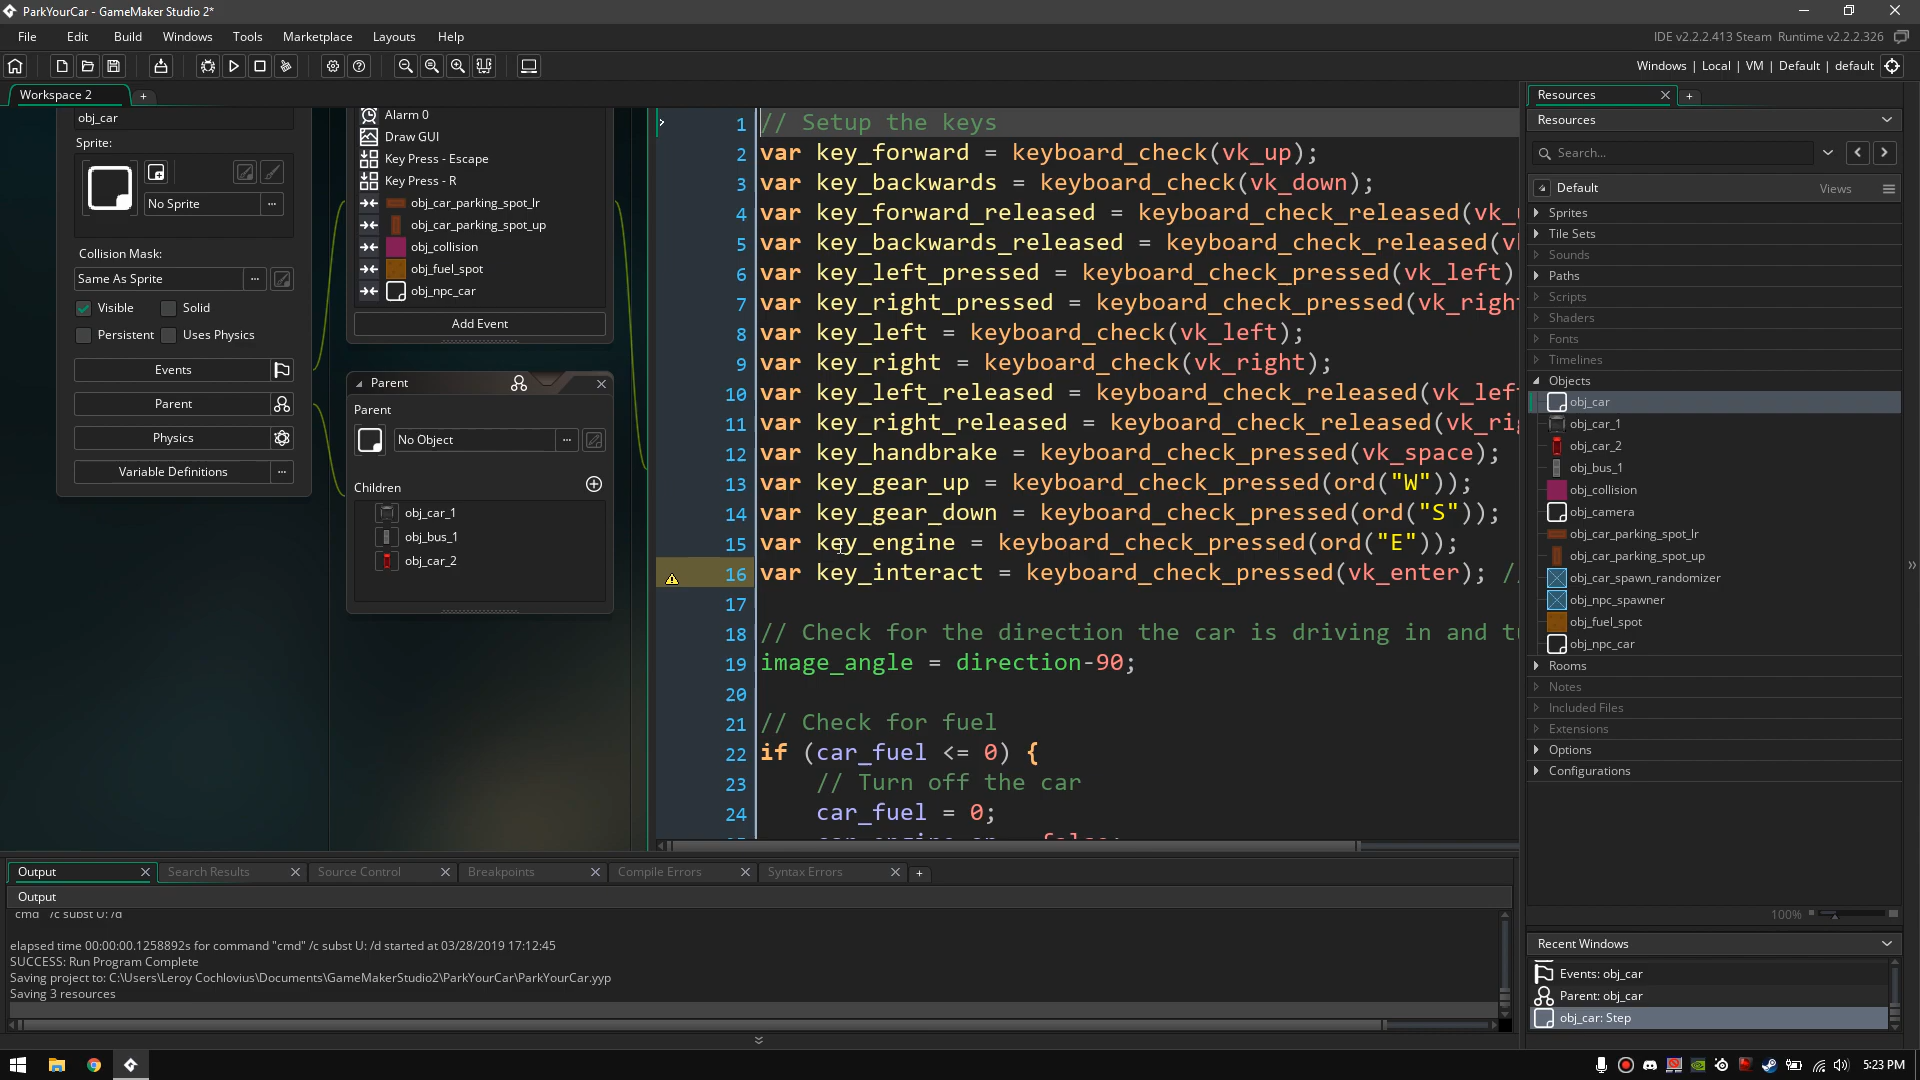 ParkYourCar - GameMaker Studio 2*
File Edit Build Windows Tools Marketplace Layouts Help
IDE v2.2.2.413 Steam Runtime v2.2.2.326
Windows | Local | VM | Default | default
Workspace 2
obj_car
Sprite:
No Sprite
Collision Mask:
Same As Sprite
Visible Solid
Persistent Uses Physics
Events
Parent
Physics
Variable Definitions
Alarm 0
Draw GUI
Key Press - Escape
Key Press - R
obj_car_parking_spot_lr
obj_car_parking_spot_up
obj_collision
obj_fuel_spot
obj_npc_car
Add Event
Parent
Parent
No Object
Children
obj_car_1
obj_bus_1
obj_car_2
1 // Setup the keys
2 var key_forward = keyboard_check(vk_up);
3 var key_backwards = keyboard_check(vk_down);
4 var key_forward_released = keyboard_check_released(vk_
5 var key_backwards_released = keyboard_check_released(
6 var key_left_pressed = keyboard_check_pressed(vk_left)
7 var key_right_pressed = keyboard_check_pressed(vk_righ
8 var key_left = keyboard_check(vk_left);
9 var key_right = keyboard_check(vk_right);
10 var key_left_released = keyboard_check_released(vk_lef
11 var key_right_released = keyboard_check_released(vk_ri
12 var key_handbrake = keyboard_check_pressed(vk_space);
13 var key_gear_up = keyboard_check_pressed(ord("W"));
14 var key_gear_down = keyboard_check_pressed(ord("S"));
15 var key_engine = keyboard_check_pressed(ord("E"));
16 var key_interact = keyboard_check_pressed(vk_enter); /
17
18 // Check for the direction the car is driving in and t
19 image_angle = direction-90;
20
21 // Check for fuel
22 if (car_fuel <= 0) {
23 // Turn off the car
24 car_fuel = 0;
Resources
Resources
Search...
Default Views
Sprites
Tile Sets
Sounds
Paths
Scripts
Shaders
Fonts
Timelines
Objects
obj_car
obj_car_1
obj_car_2
obj_bus_1
obj_collision
obj_camera
obj_car_parking_spot_lr
obj_car_parking_spot_up
obj_car_spawn_randomizer
obj_npc_spawner
obj_fuel_spot
obj_npc_car
Rooms
Notes
Included Files
Extensions
Options
Configurations
100%
Recent Windows
Events: obj_car
Parent: obj_car
obj_car: Step
Output Search Results Source Control Breakpoints Compile Errors Syntax Errors
Output
cmd /c subst U: /d
elapsed time 00:00:00.1258892s for command "cmd" /c subst U: /d started at 03/28/2019 17:12:45
SUCCESS: Run Program Complete
Saving project to: C:\Users\Leroy Cochlovius\Documents\GameMakerStudio2\ParkYourCar\ParkYourCar.yyp
Saving 3 resources
5:23 PM